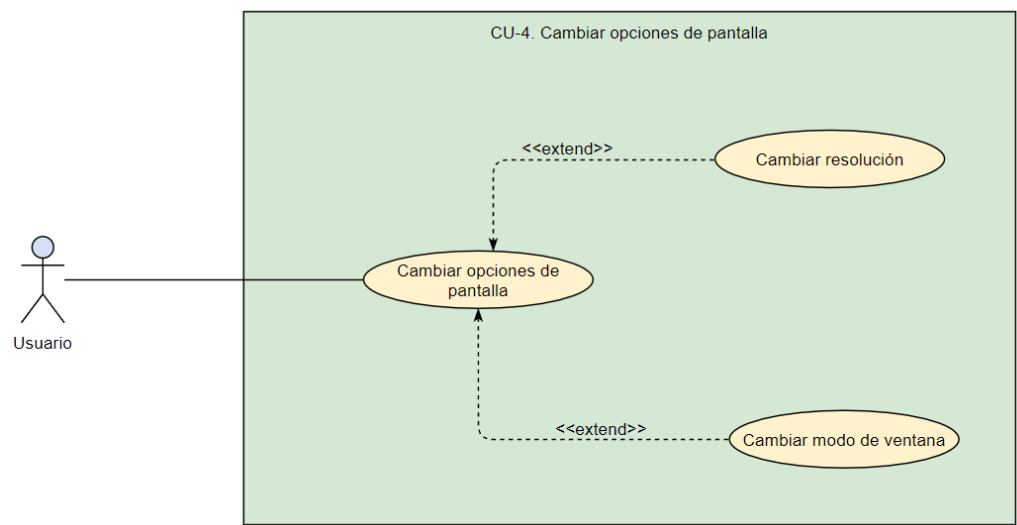 CU-4. Cambiar opciones de pantalla
<<extend>>
Cambiar resolución
Cambiar opciones de
pantalla
Usuario
<<extend>>
Cambiar modo de ventana